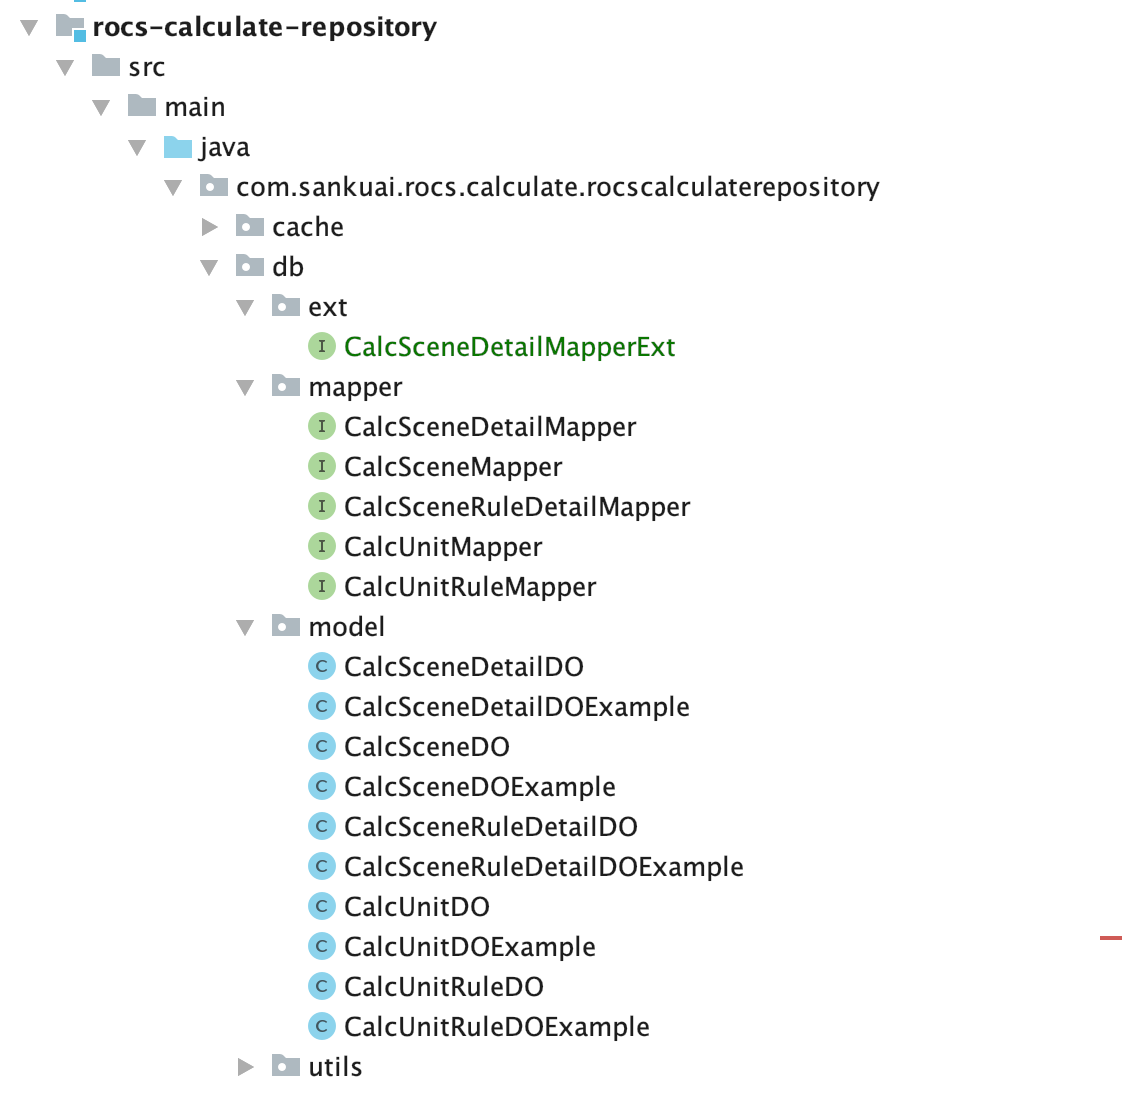 rocs-calculate-repository
src
main
java
com.sankuai.rocs.calculate.rocscalculaterepository
cache
db
ext
I CalcSceneDetailMapperExt
mapper
I CalcSceneDetailMapper
I CalcSceneMapper
I CalcSceneRuleDetailMapper
I CalcUnitMapper
I CalcUnitRuleMapper
model
C CalcSceneDetailDO
C CalcSceneDetailDOExample
C CalcSceneDO
C CalcSceneDOExample
C CalcSceneRuleDetailDO
C CalcSceneRuleDetailDOExample
C CalcUnitDO
C CalcUnitDOExample
C CalcUnitRuleDO
C CalcUnitRuleDOExample
utils